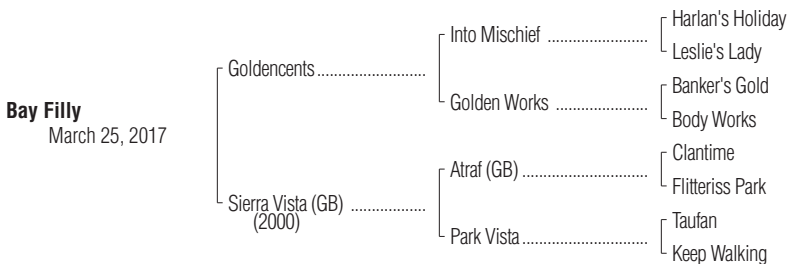 Harlan's Holiday
Into Mischief ..........................
Leslie's Lady
Goldencents ............................
Banker's Gold
Golden Works ........................
Body Works
Bay Filly
March 25, 2017
Clantime
Atraf (GB) ................................
Flitteriss Park
Sierra Vista (GB) ...................
(2000)
Taufan
Park Vista ................................
Keep Walking